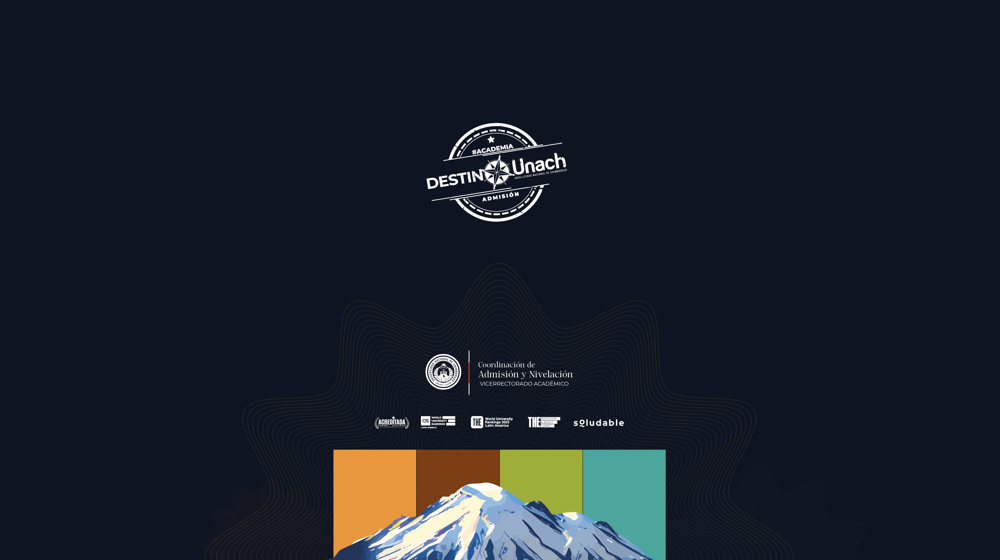 #ACADEMIA
DESTIN Unach
UNIVERSIDAD NACIONAL DE CHIMBORAZO
ADMISIÓN
UNIVERSIDAD NACIONAL DE CHIMBORAZO
RIOBAMBA - ECUADOR
Coordinación de
Admisión y Nivelación
VICERRECTORADO ACADÉMICO
ACREDITADA
CACES - ECUADOR
QS WORLD
UNIVERSITY
RANKINGS
LATIN AMERICA
THE World University
Rankings 2023
Latin America
THE INNOVATION
& IMPACT
SUMMIT
saludable